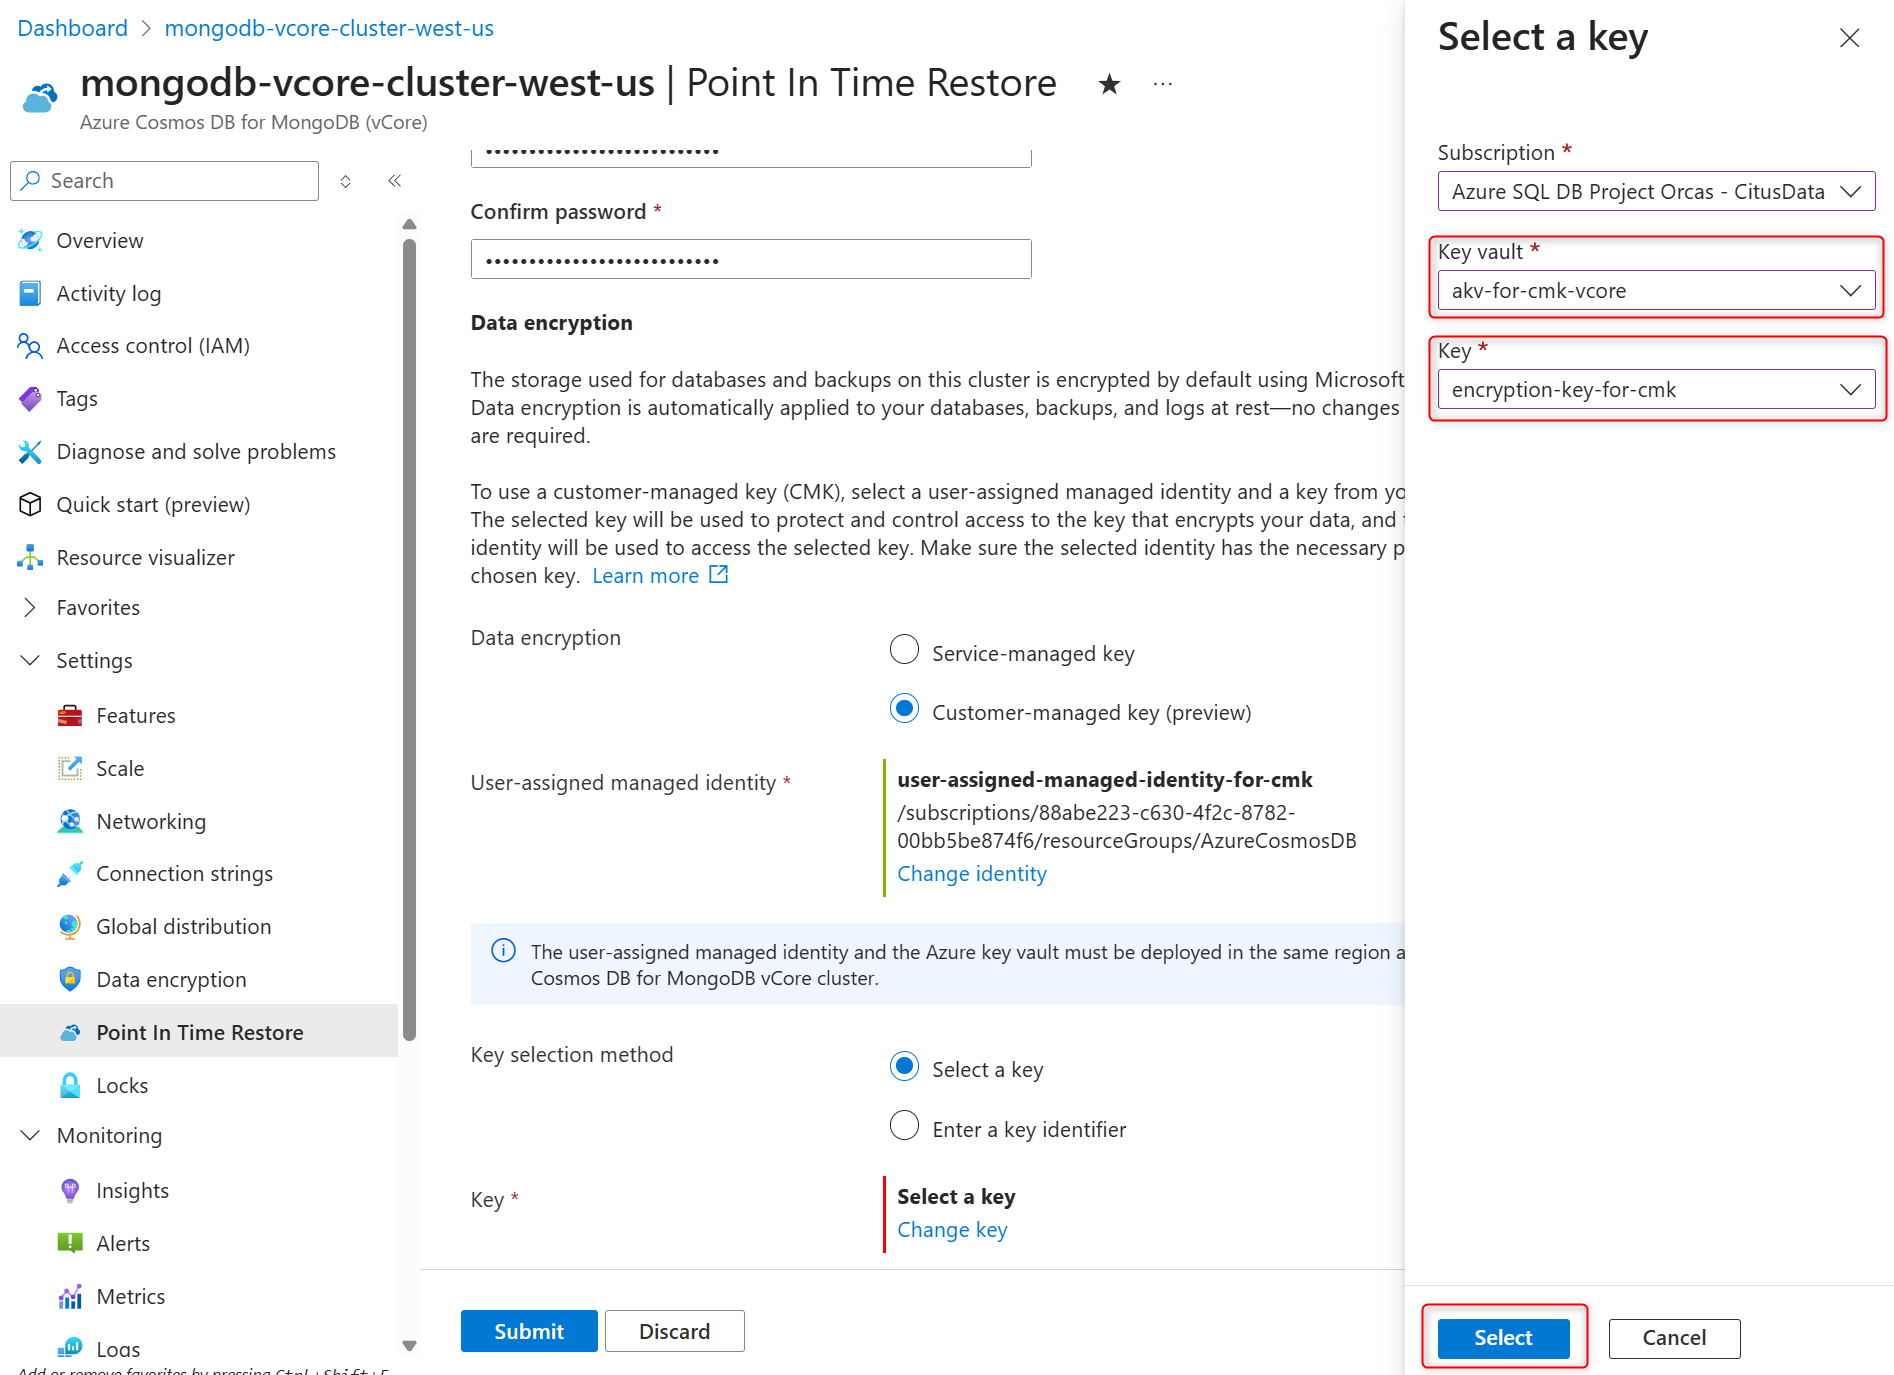 Dashboard > mongodb-vcore-cluster-west-us
mongodb-vcore-cluster-west-us | Point In Time Restore ★ ...
Azure Cosmos DB for MongoDB (vCore)
Search
Overview
Activity log
Access control (IAM)
Tags
Diagnose and solve problems
Quick start (preview)
Resource visualizer
Favorites
Settings
Features
Scale
Networking
Connection strings
Global distribution
Data encryption
Point In Time Restore
Locks
Monitoring
Insights
Alerts
Metrics
Logs
Add or remove favorites by pressing Ctrl+Shift+F
Confirm password *
Data encryption
The storage used for databases and backups on this cluster is encrypted by default using Microsoft
Data encryption is automatically applied to your databases, backups, and logs at rest—no changes
are required.
To use a customer-managed key (CMK), select a user-assigned managed identity and a key from yo
The selected key will be used to protect and control access to the key that encrypts your data, and
identity will be used to access the selected key. Make sure the selected identity has the necessary p
chosen key. Learn more
Data encryption
Service-managed key
Customer-managed key (preview)
User-assigned managed identity *
user-assigned-managed-identity-for-cmk
/subscriptions/88abe223-c630-4f2c-8782-
00bb5be874f6/resourceGroups/AzureCosmosDB
Change identity
The user-assigned managed identity and the Azure key vault must be deployed in the same region a
Cosmos DB for MongoDB vCore cluster.
Key selection method
Select a key
Enter a key identifier
Key *
Select a key
Change key
Submit
Discard
Select a key
Subscription *
Azure SQL DB Project Orcas - CitusData
Key vault *
akv-for-cmk-vcore
Key *
encryption-key-for-cmk
Select
Cancel